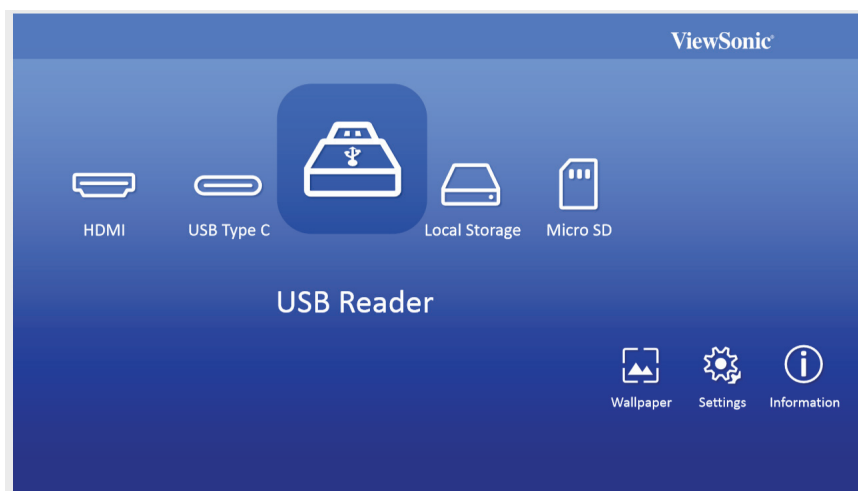 ViewSonic®
HDMI
USB Type C
Local Storage
Micro SD
USB Reader
Wallpaper
Settings
Information